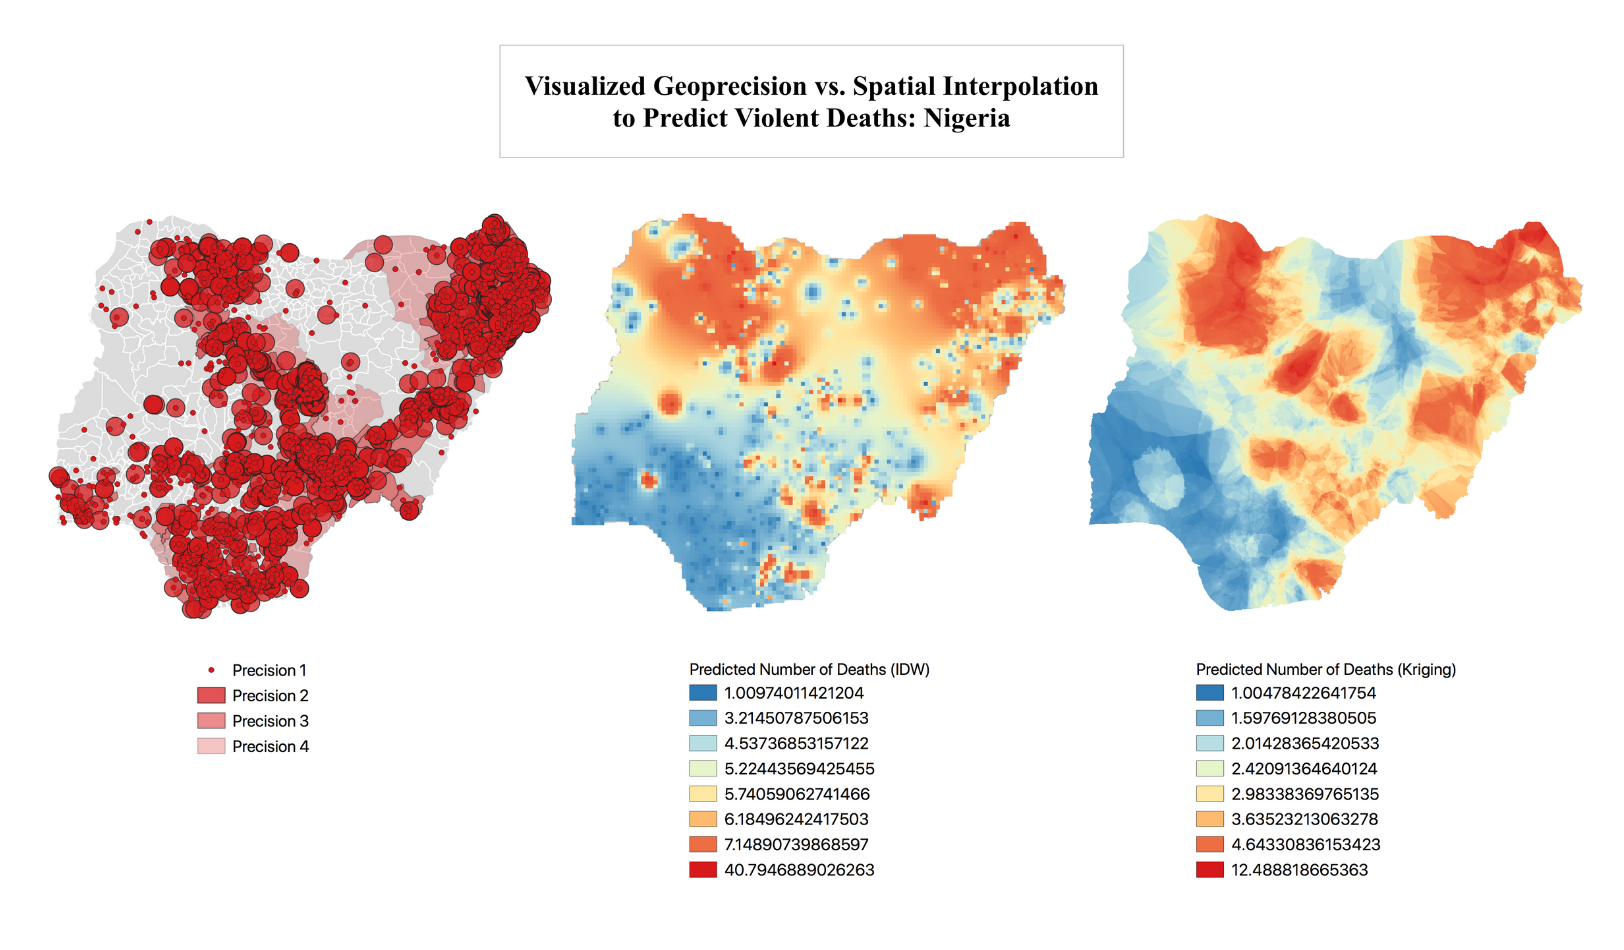 Visualized Geoprecision vs. Spatial Interpolation
to Predict Violent Deaths: Nigeria
Precision 1
Precision 2
Precision 3
Precision 4
Predicted Number of Deaths (IDW)
1.00974011421204
3.21450787506153
4.53736853157122
5.22443569425455
5.74059062741466
6.18496242417503
7.14890739868597
40.7946889026263
Predicted Number of Deaths (Kriging)
1.00478422641754
1.59769128380505
2.01428365420533
2.42091364640124
2.98338369765135
3.63523213063278
4.64330836153423
12.488818665363